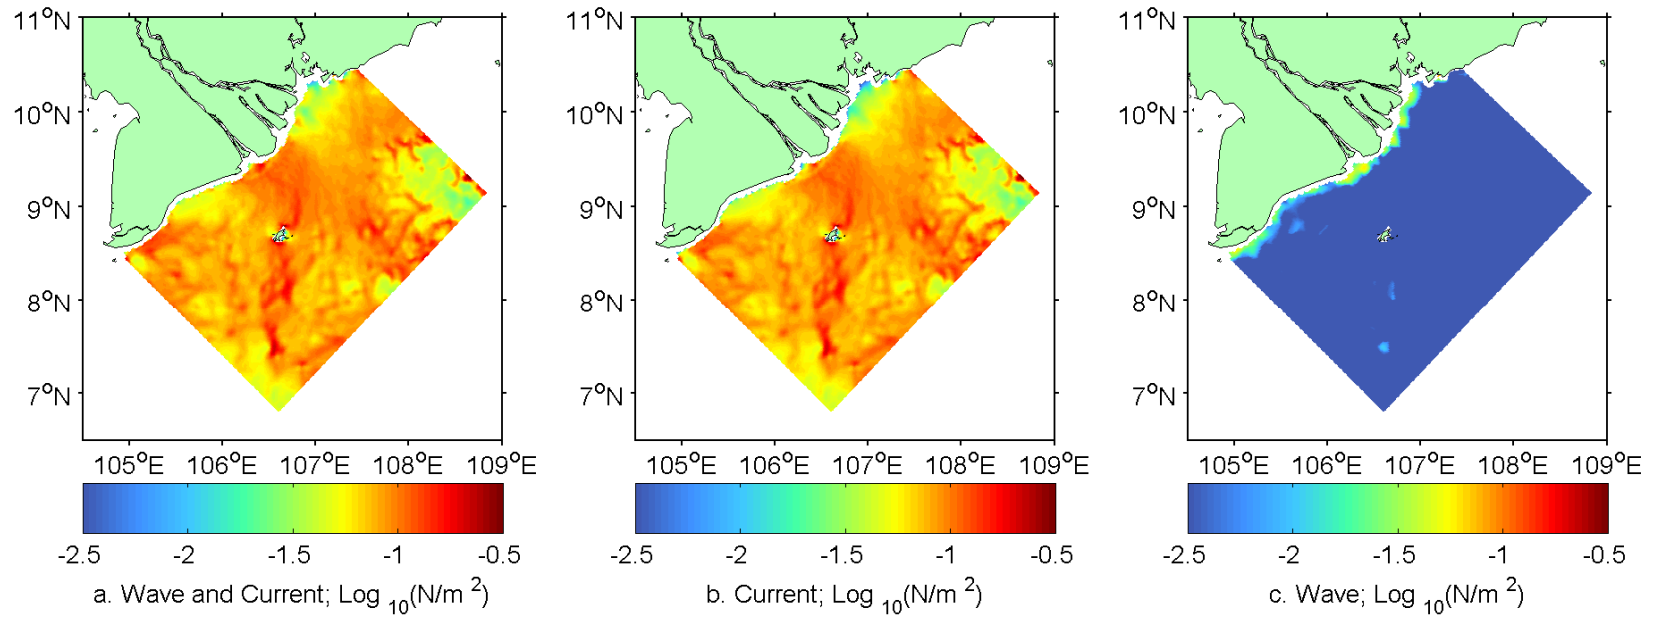 11°N 11°N 11°N
10°N 10°N 10°N
9°N 9°N 9°N
8°N 8°N 8°N
7°N 7°N 7°N
105°E 106°E 107°E 108°E 109°E 105°E 106°E 107°E 108°E 109°E 105°E 106°E 107°E 108°E 109°E
-2.5 -2 -1.5 -1 -0.5 -2.5 -2 -1.5 -1 -0.5 -2.5 -2 -1.5 -1 -0.5
a. Wave and Current; Log 10(N/m 2) b. Current; Log 10(N/m 2) c. Wave; Log 10(N/m 2)